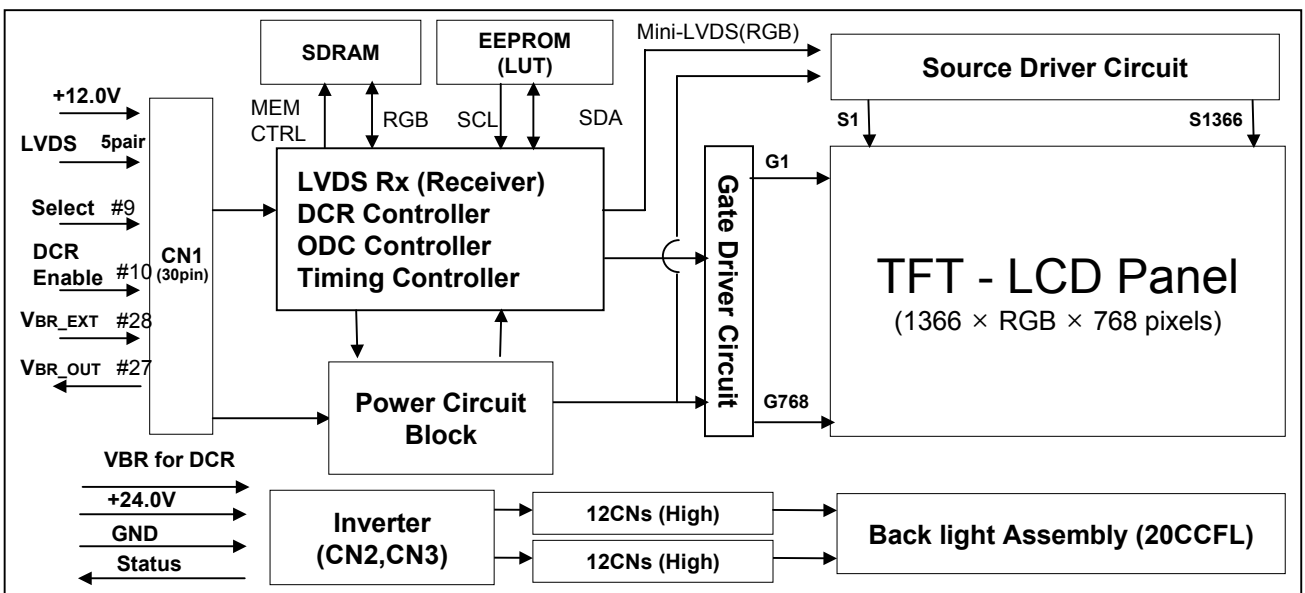 SDRAM
EEPROM
(LUT)
Mini-LVDS(RGB)
Source Driver Circuit
+12.0V
LVDS 5pair
Select #9
DCR
Enable #10
VBR_EXT #28
VBR_OUT #27
CN1
(30pin)
MEM
CTRL
RGB
SCL
SDA
S1
S1366
LVDS Rx (Receiver)
DCR Controller
ODC Controller
Timing Controller
Gate Driver Circuit
G1
G768
TFT - LCD Panel
(1366 × RGB × 768 pixels)
Power Circuit
Block
VBR for DCR
+24.0V
GND
Status
Inverter
(CN2,CN3)
12CNs (High)
12CNs (High)
Back light Assembly (20CCFL)